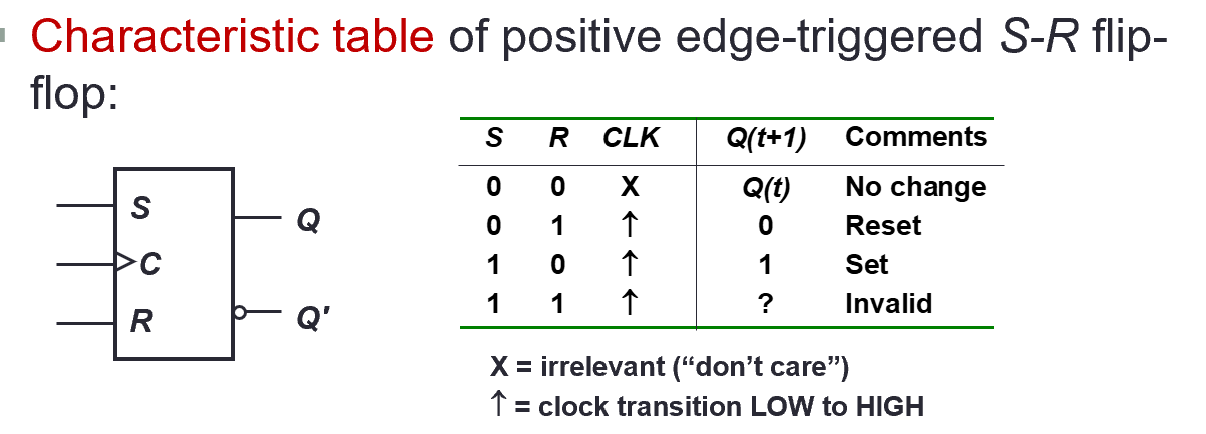 Characteristic table of positive edge-triggered S-R flip-
flop:
S R CLK Q(t+1) Comments
0 0 X Q(t) No change
0 1 ↑ 0 Reset
1 0 ↑ 1 Set
1 1 ↑ ? Invalid
S
C
R
Q
Q'
X = irrelevant (“don’t care”)
↑ = clock transition LOW to HIGH